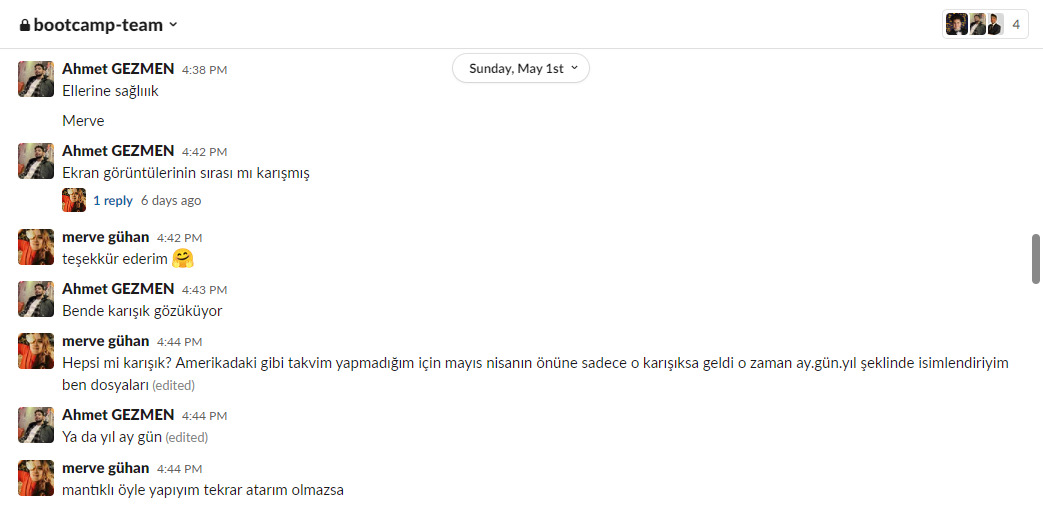 bootcamp-team
4
Sunday, May 1st
Ahmet GEZMEN 4:38 PM
Ellerine sağlıııık
Merve
Ahmet GEZMEN 4:42 PM
Ekran görüntülerinin sırası mı karışmış
1 reply 6 days ago
merve gühan 4:42 PM
teşekkür ederim 🤗
Ahmet GEZMEN 4:43 PM
Bende karışık gözüküyor
merve gühan 4:44 PM
Hepsi mi karışık? Amerikadaki gibi takvim yapmadığım için mayıs nisanın önüne sadece o karışıksa geldi o zaman ay.gün.yıl şeklinde isimlendiriyim
ben dosyaları (edited)
Ahmet GEZMEN 4:44 PM
Ya da yıl ay gün (edited)
merve gühan 4:44 PM
mantıklı öyle yapıyım tekrar atarım olmazsa